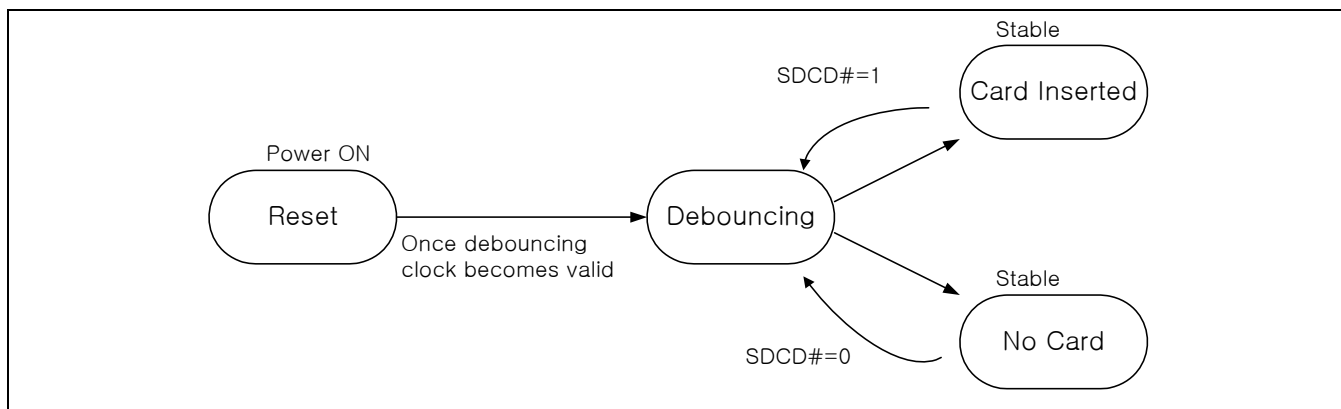 Stable
Card Inserted
SDCD#=1
Power ON
Reset
Once debouncing
clock becomes valid
Debouncing
Stable
No Card
SDCD#=0